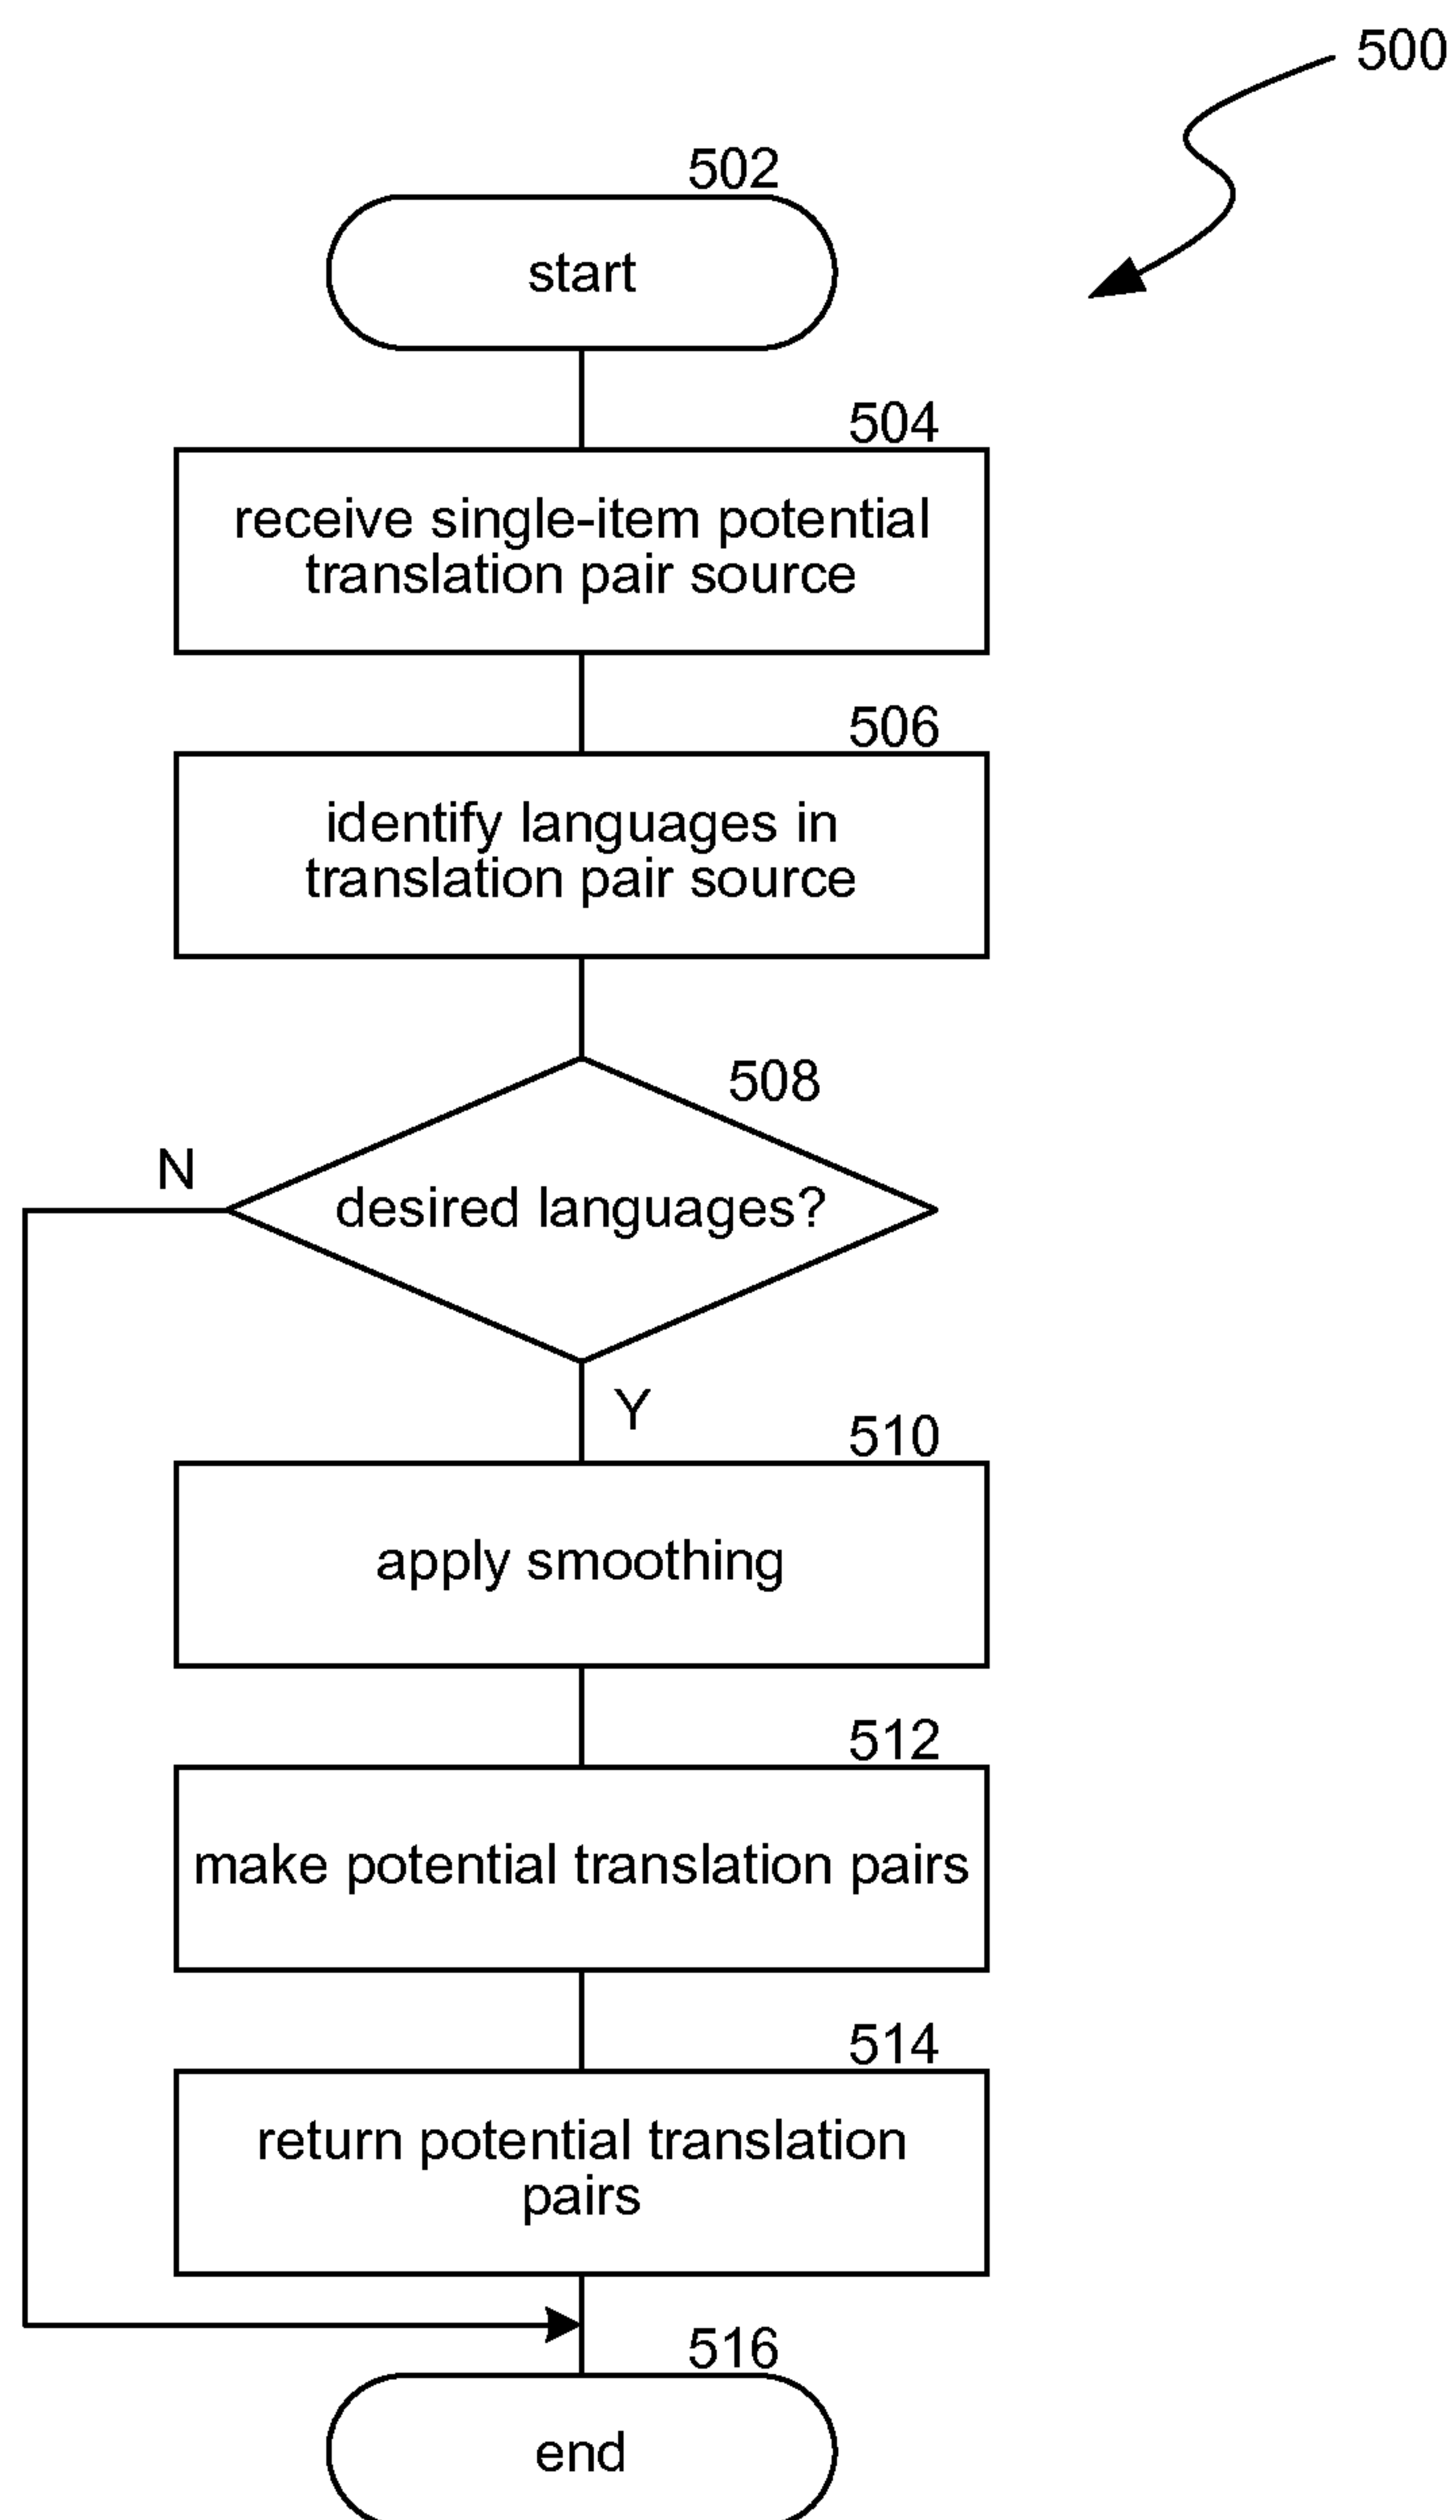 500
502
start
504
receive single-item potential
translation pair source
506
identify languages in
translation pair source
508
desired languages?
N
Y
510
apply smoothing
512
make potential translation pairs
514
return potential translation
pairs
516
end